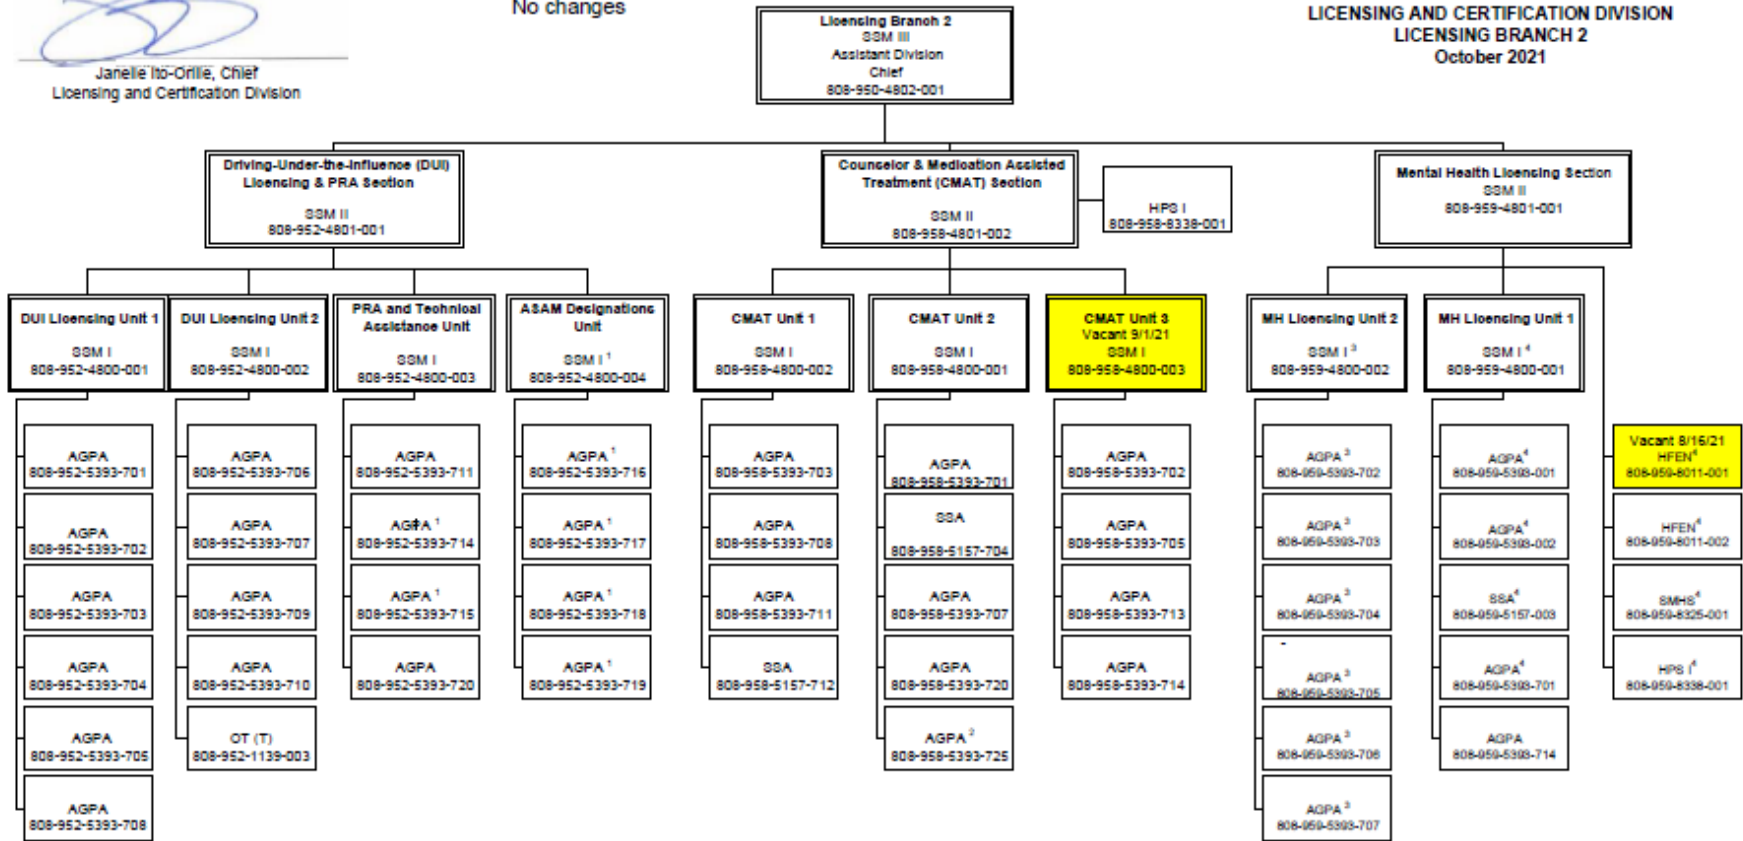 No changes
Janelle Ito-Orille, Chief
Licensing and Certification Division
LICENSING AND CERTIFICATION DIVISION
LICENSING BRANCH 2
October 2021
Licensing Branch 2
SSM III
Assistant Division
Chief
808-950-4802-001
Driving-Under-the-Influence (DUI)
Licensing & PRA Section
SSM II
808-952-4801-001
Counselor & Medication Assisted
Treatment (CMAT) Section
SSM II
808-958-4801-002
HPS I
808-958-8338-001
Mental Health Licensing Section
SSM II
808-959-4801-001
DUI Licensing Unit 1
SSM I
808-952-4800-001
DUI Licensing Unit 2
SSM I
808-952-4800-002
PRA and Technical
Assistance Unit
SSM I
808-952-4800-003
ASAM Designations
Unit
SSM I ¹
808-952-4800-004
CMAT Unit 1
SSM I
808-958-4800-002
CMAT Unit 2
SSM I
808-958-4800-001
CMAT Unit 3
Vacant 9/1/21
SSM I
808-958-4800-003
MH Licensing Unit 2
SSM I ³
808-959-4800-002
MH Licensing Unit 1
SSM I ⁴
808-959-4800-001
AGPA
808-952-5393-701
AGPA
808-952-5393-702
AGPA
808-952-5393-703
AGPA
808-952-5393-704
AGPA
808-952-5393-705
AGPA
808-952-5393-708
AGPA
808-952-5393-706
AGPA
808-952-5393-707
AGPA
808-952-5393-709
AGPA
808-952-5393-710
OT (T)
808-952-1139-003
AGPA
808-952-5393-711
AGPA ¹
808-952-5393-714
AGPA ¹
808-952-5393-715
AGPA
808-952-5393-720
AGPA ¹
808-952-5393-716
AGPA ¹
808-952-5393-717
AGPA ¹
808-952-5393-718
AGPA ¹
808-952-5393-719
AGPA
808-958-5393-703
AGPA
808-958-5393-708
AGPA
808-958-5393-711
SSA
808-958-5157-712
AGPA
808-958-5393-701
SSA
808-958-5157-704
AGPA
808-958-5393-707
AGPA
808-958-5393-720
AGPA ²
808-958-5393-725
AGPA
808-958-5393-702
AGPA
808-958-5393-705
AGPA
808-958-5393-713
AGPA
808-958-5393-714
AGPA ³
808-959-5393-702
AGPA ³
808-959-5393-703
AGPA ³
808-959-5393-704
-
AGPA ³
808-959-5393-705
AGPA ³
808-959-5393-706
AGPA ³
808-959-5393-707
AGPA⁴
808-959-5393-001
AGPA⁴
808-959-5393-002
SSA⁴
808-959-5157-003
AGPA⁴
808-959-5393-701
AGPA
808-959-5393-714
Vacant 8/16/21
HFEN⁴
808-959-8011-001
HFEN⁴
808-959-8011-002
SMHS⁴
808-959-8325-001
HPS I⁴
808-959-8338-001